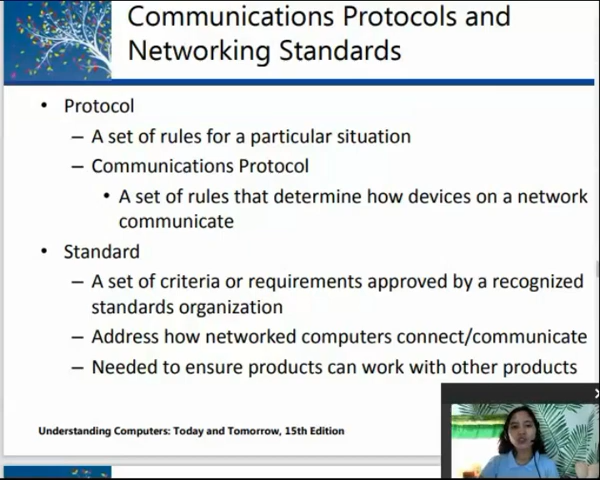 Communications Protocols and
Networking Standards
• Protocol
– A set of rules for a particular situation
– Communications Protocol
• A set of rules that determine how devices on a network
communicate
• Standard
– A set of criteria or requirements approved by a recognized
standards organization
– Address how networked computers connect/communicate
– Needed to ensure products can work with other products
Understanding Computers: Today and Tomorrow, 15th Edition